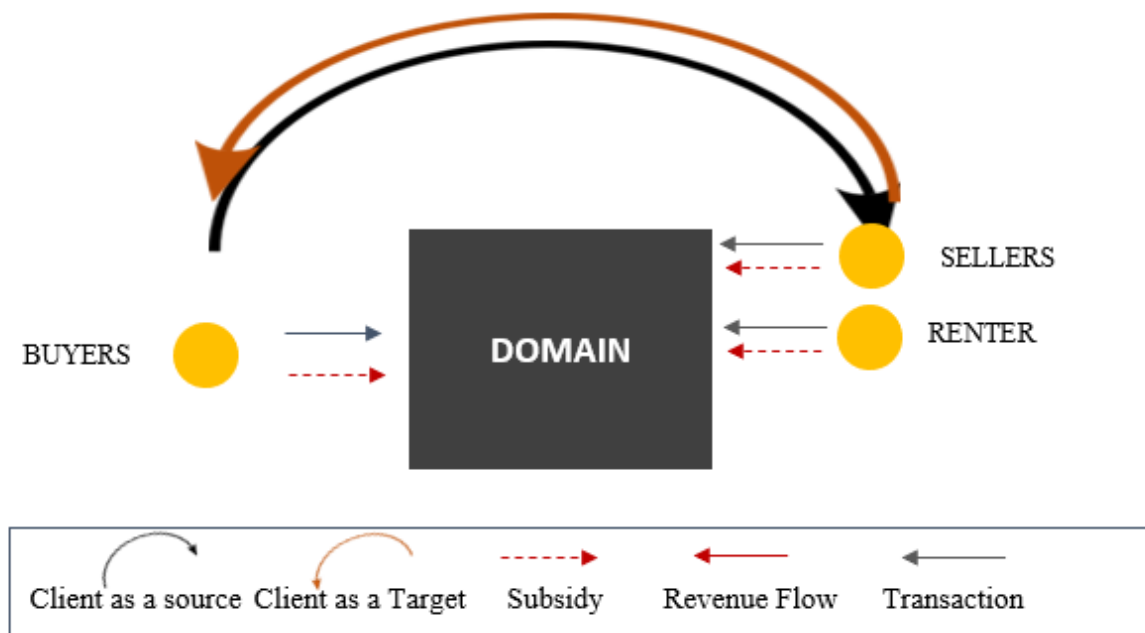 SELLERS
RENTER
BUYERS
DOMAIN
Client as a source
Client as a Target
Subsidy
Revenue Flow
Transaction